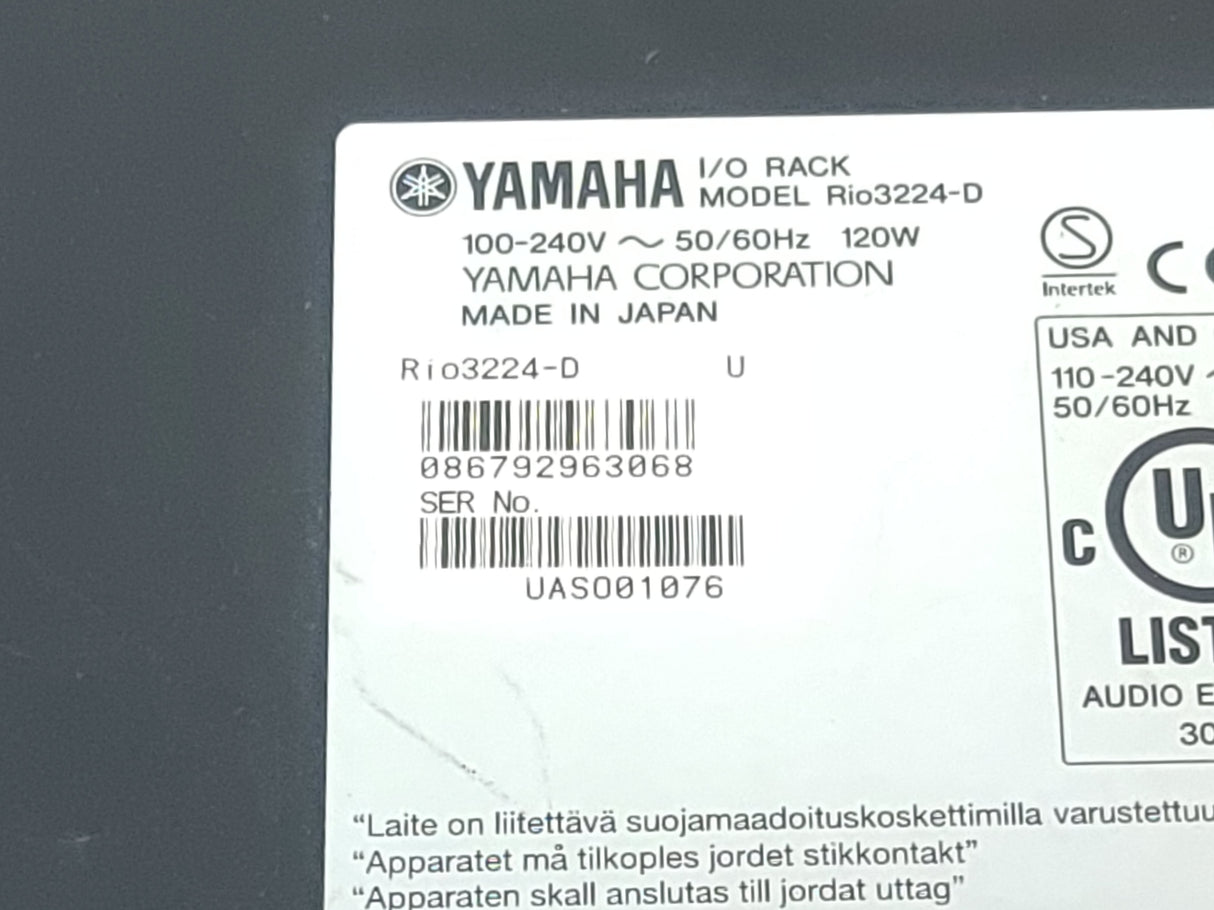 YAMAHA I/O RACK
MODEL Rio3224-D
100-240V ~ 50/60Hz 120W
YAMAHA CORPORATION
MADE IN JAPAN
Rio3224-D U
086792963068
SER No.
UAS001076
S
Intertek
CE
USA AND
110-240V ~
50/60Hz
C UL ®
LIST
AUDIO E
30
“Laite on liitettävä suojamaadoituskoskettimilla varustettuu
“Apparatet må tilkoples jordet stikkontakt”
“Apparaten skall anslutas till jordat uttag”